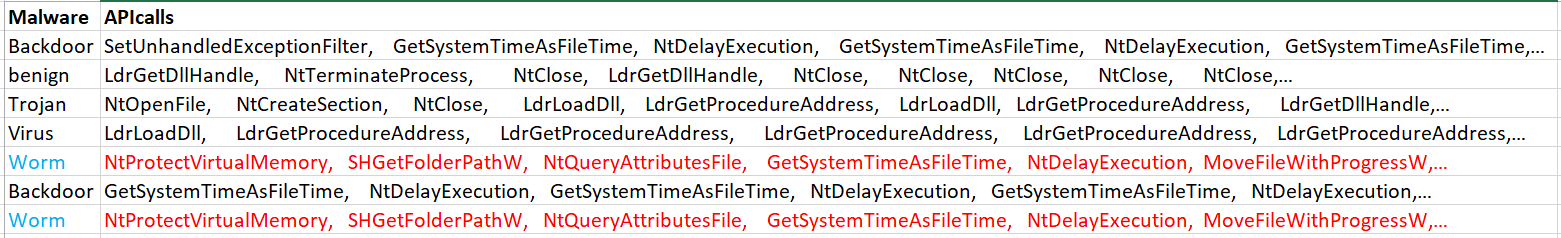 Malware APIcalls
Backdoor SetUnhandledExceptionFilter, GetSystemTimeAsFileTime, NtDelayExecution, GetSystemTimeAsFileTime, NtDelayExecution, GetSystemTimeAsFileTime,...
benign LdrGetDllHandle, NtTerminateProcess, NtClose, LdrGetDllHandle, NtClose, NtClose, NtClose, NtClose, NtClose,...
Trojan NtOpenFile, NtCreateSection, NtClose, LdrLoadDll, LdrGetProcedureAddress, LdrLoadDll, LdrGetProcedureAddress, LdrGetDllHandle,...
Virus LdrLoadDll, LdrGetProcedureAddress, LdrGetProcedureAddress, LdrGetProcedureAddress, LdrGetProcedureAddress, LdrGetProcedureAddress,...
Worm NtProtectVirtualMemory, SHGetFolderPathW, NtQueryAttributesFile, GetSystemTimeAsFileTime, NtDelayExecution, MoveFileWithProgressW,...
Backdoor GetSystemTimeAsFileTime, NtDelayExecution, GetSystemTimeAsFileTime, NtDelayExecution, GetSystemTimeAsFileTime, NtDelayExecution,...
Worm NtProtectVirtualMemory, SHGetFolderPathW, NtQueryAttributesFile, GetSystemTimeAsFileTime, NtDelayExecution, MoveFileWithProgressW,...